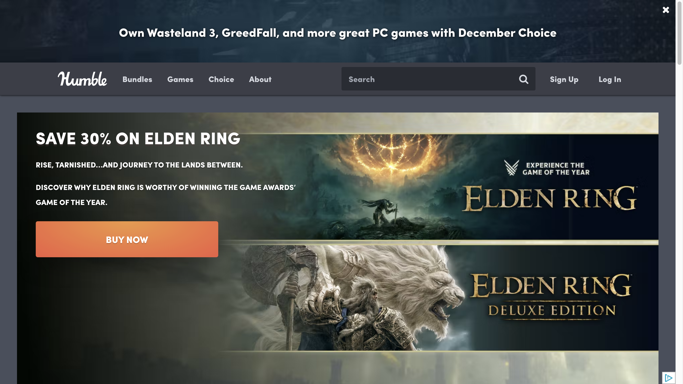 Own Wasteland 3, GreedFall, and more great PC games with December Choice
Humble Bundles Games Choice About Search Sign Up Log In
SAVE 30% ON ELDEN RING
RISE, TARNISHED...AND JOURNEY TO THE LANDS BETWEEN.
DISCOVER WHY ELDEN RING IS WORTHY OF WINNING THE GAME AWARDS'
GAME OF THE YEAR.
BUY NOW
EXPERIENCE THE
GAME OF THE YEAR
ELDEN RING
ELDEN RING
DELUXE EDITION